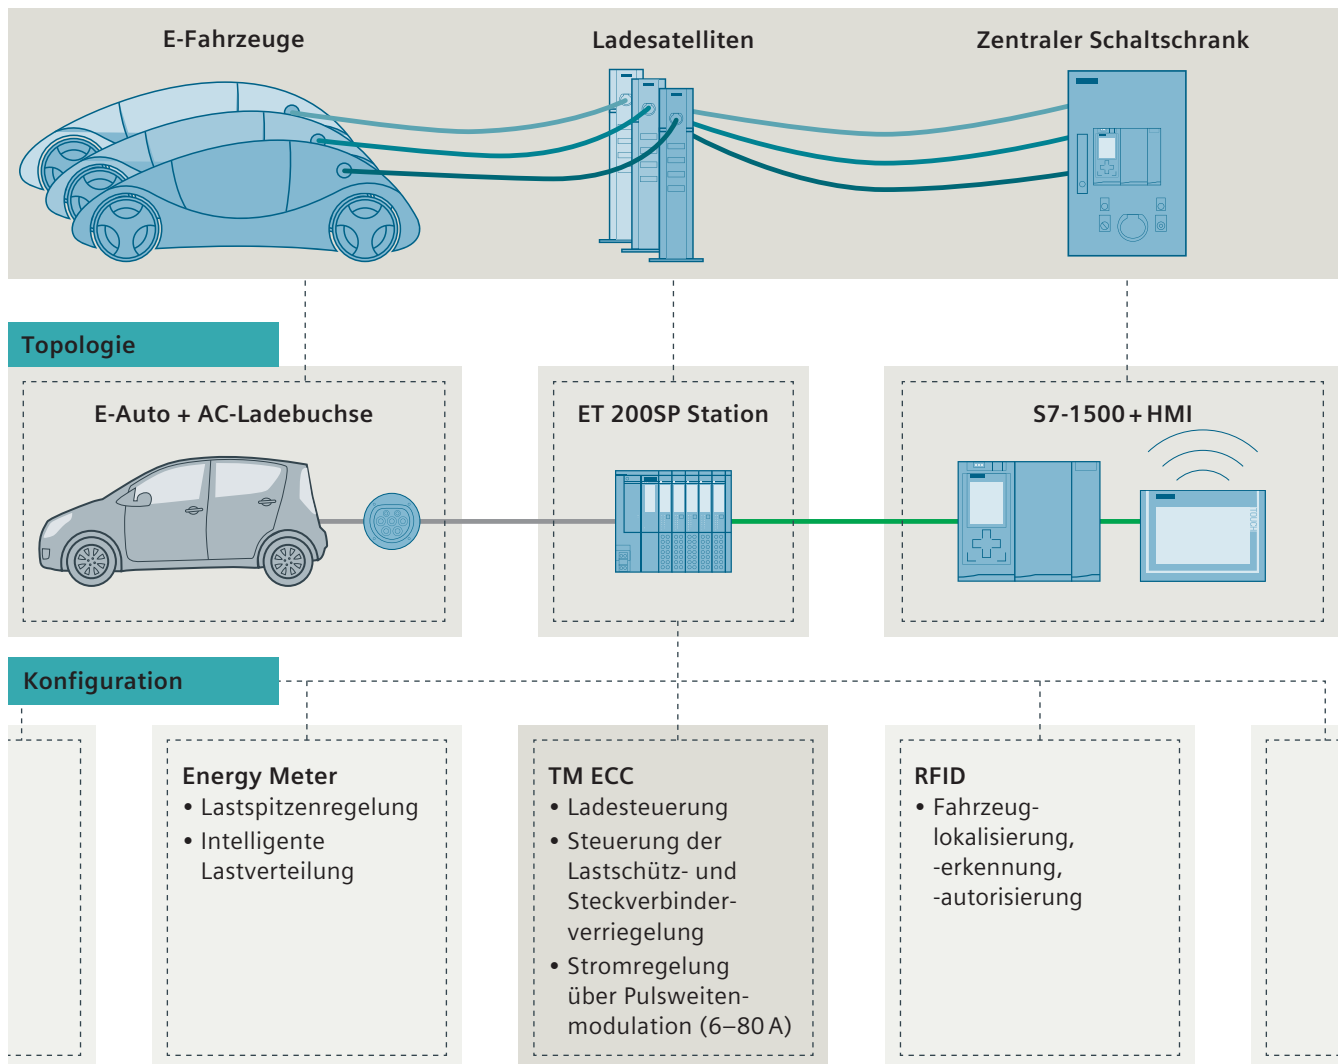 E-Fahrzeuge
Ladesatelliten
Zentraler Schaltschrank
Topologie
E-Auto + AC-Ladebuchse
ET 200SP Station
S7-1500 + HMI
TOUCH
Konfiguration
Energy Meter
• Lastspitzenregelung
• Intelligente
Lastverteilung
TM ECC
• Ladesteuerung
• Steuerung der
Lastschütz- und
Steckverbinder-
verriegelung
• Stromregelung
über Pulsweiten-
modulation (6–80 A)
RFID
• Fahrzeug-
lokalisierung,
-erkennung,
-autorisierung